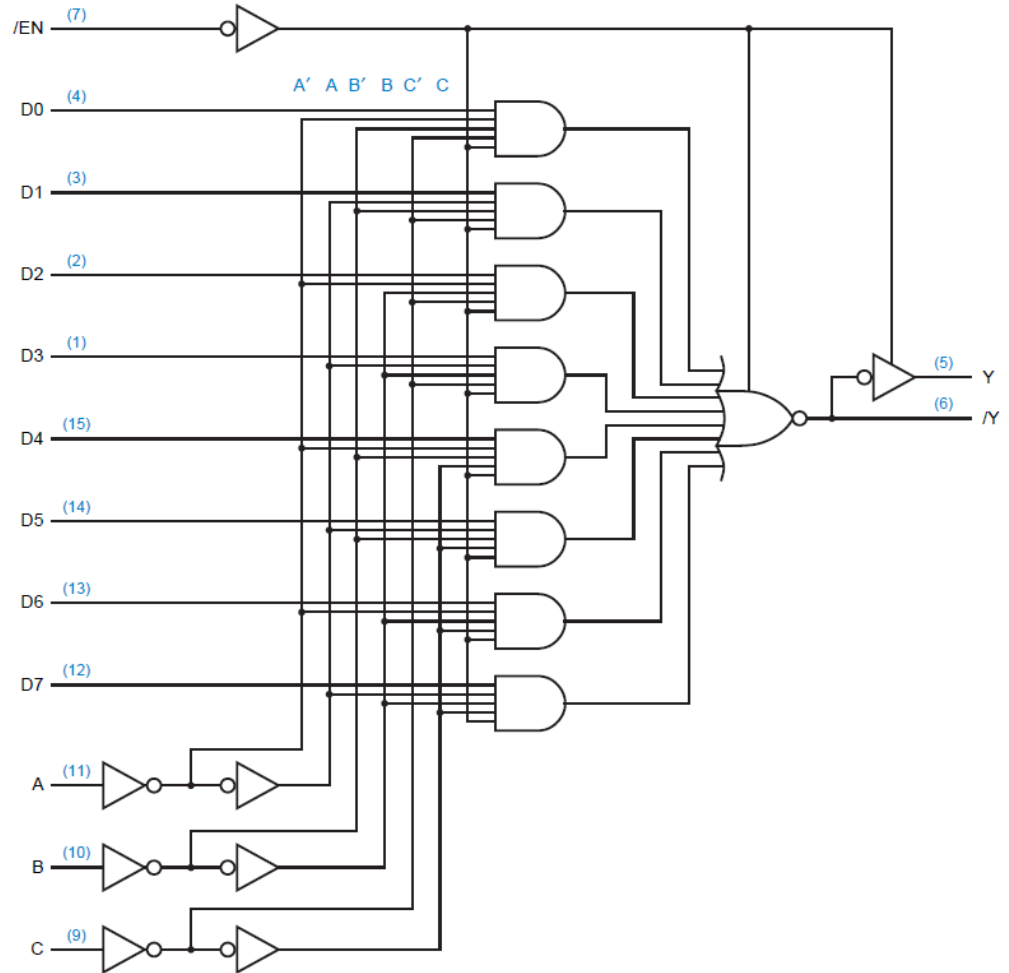 /EN (7)
A′ A B′ B C′ C
D0 (4)
D1 (3)
D2 (2)
D3 (1)
(5) Y
(6) /Y
D4 (15)
D5 (14)
D6 (13)
D7 (12)
A (11)
B (10)
C (9)